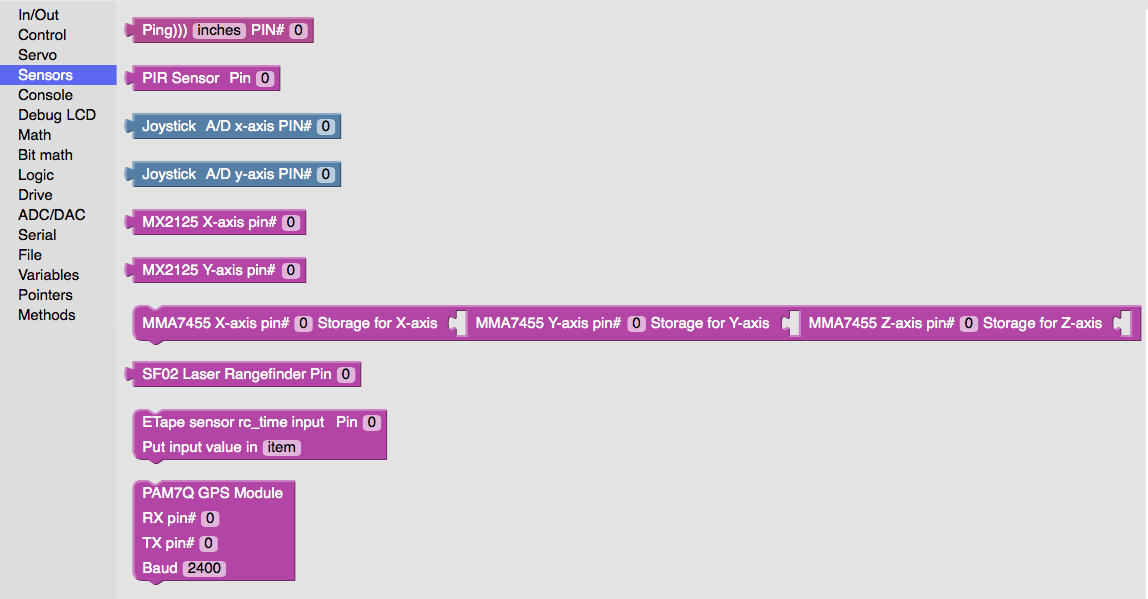 In/Out
Control
Servo
Sensors
Console
Debug LCD
Math
Bit math
Logic
Drive
ADC/DAC
Serial
File
Variables
Pointers
Methods
Ping))) inches PIN# 0
PIR Sensor Pin 0
Joystick A/D x-axis PIN# 0
Joystick A/D y-axis PIN# 0
MX2125 X-axis pin# 0
MX2125 Y-axis pin# 0
MMA7455 X-axis pin# 0 Storage for X-axis MMA7455 Y-axis pin# 0 Storage for Y-axis MMA7455 Z-axis pin# 0 Storage for Z-axis
SF02 Laser Rangefinder Pin 0
ETape sensor rc_time input Pin 0
Put input value in item
PAM7Q GPS Module
RX pin# 0
TX pin# 0
Baud 2400